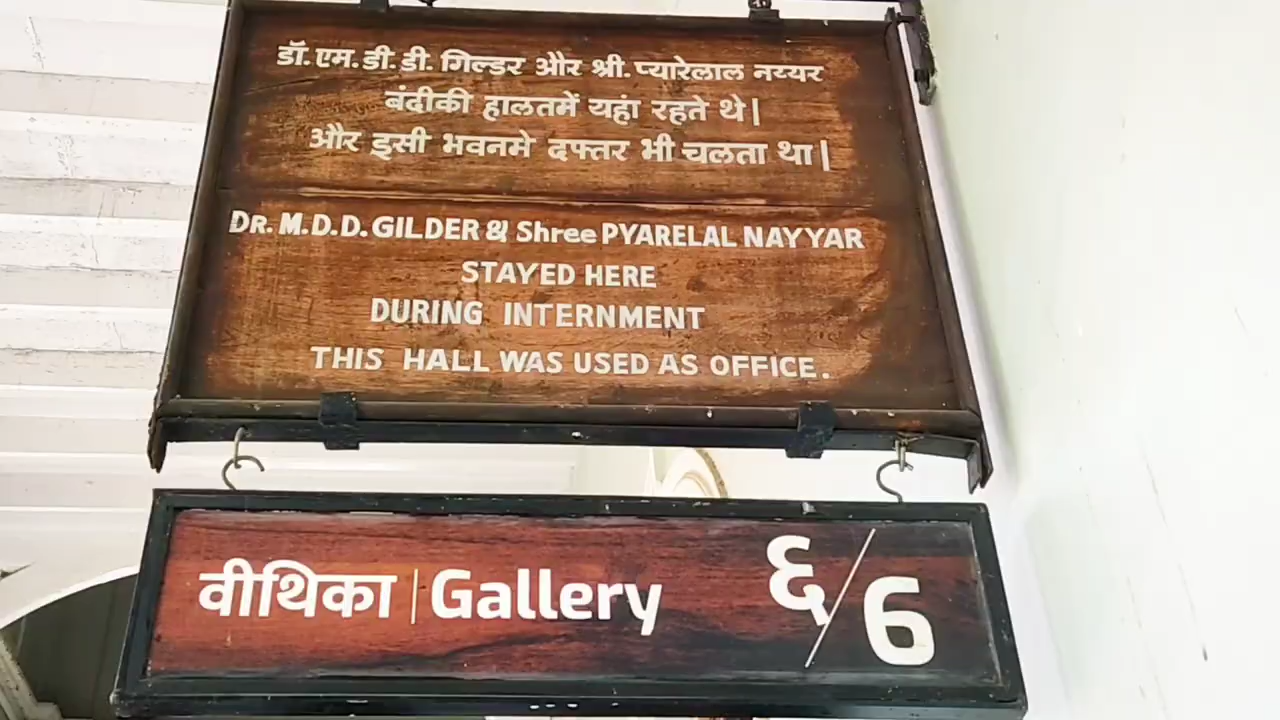 डॉ. एम. डी. डी. गिल्डर और श्री. प्यारेलाल नय्यर
बंदीकी हालतमें यहां रहते थे|
और इसी भवनमे दफ्तर भी चलता था|
DR. M.D.D. GILDER & Shree PYARELAL NAYYAR
STAYED HERE
DURING INTERNMENT
THIS HALL WAS USED AS OFFICE.
वीथिका | Gallery ६/6